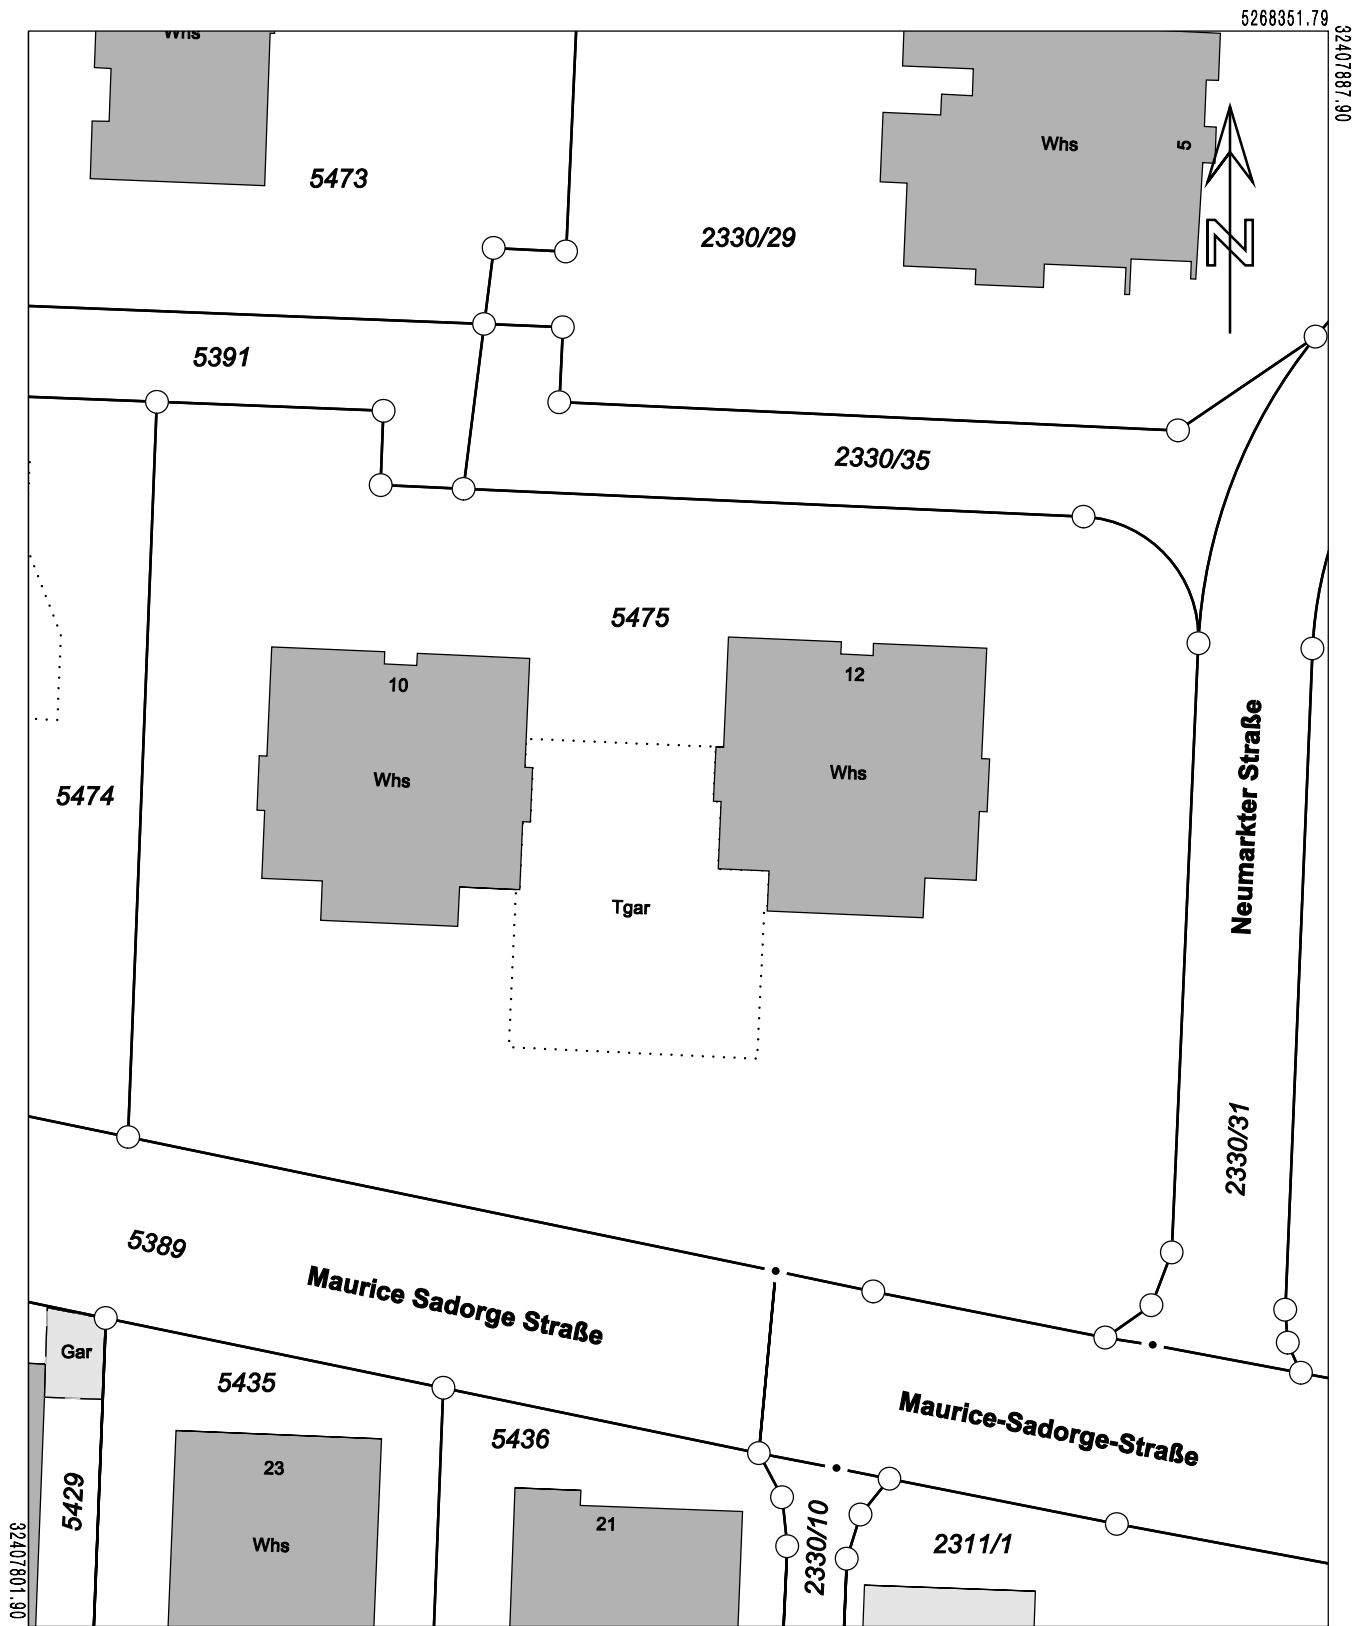 5268351.79
32407887.90
Whs
Whs
5
5473
2330/29
N
5391
2330/35
5475
10
12
Whs
Whs
5474
Tgar
Neumarkter Straße
2330/31
5389
Maurice Sadorge Straße
Gar
5435
Maurice-Sadorge-Straße
5436
23
5429
21
2330/10
2311/1
Whs
32407801.90